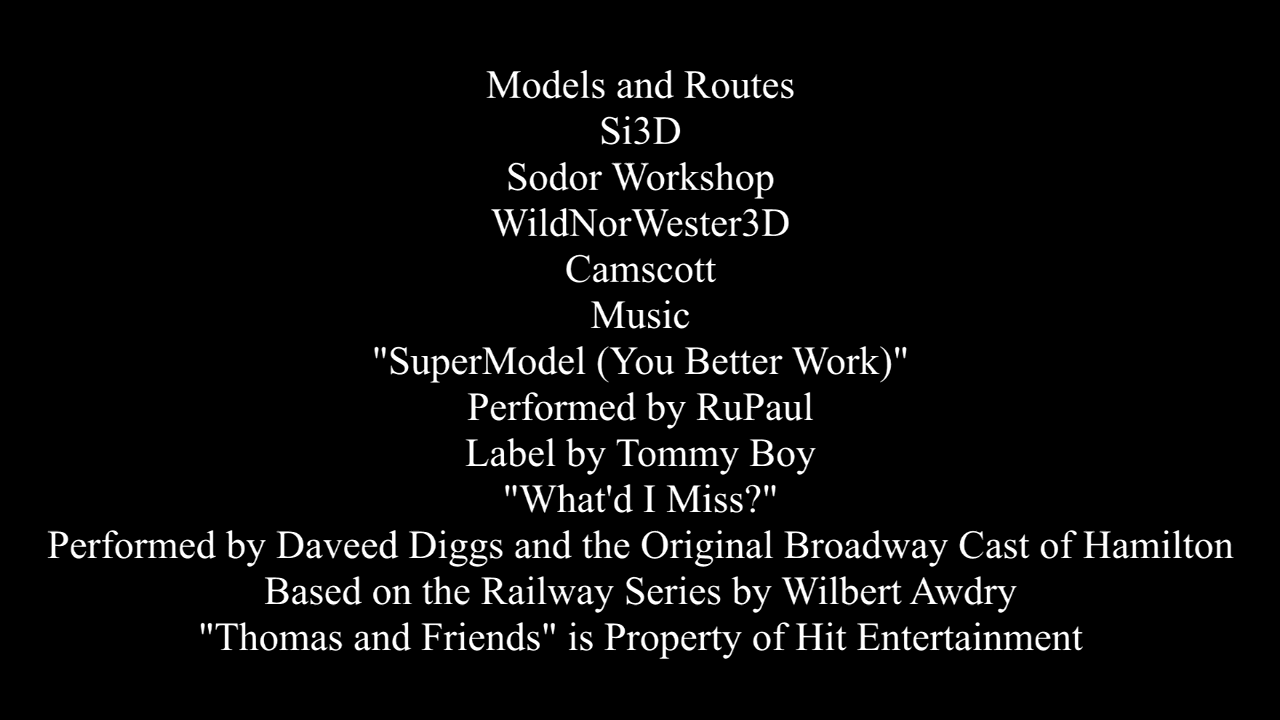 Models and Routes
Si3D
Sodor Workshop
WildNorWester3D
Camscott
Music
"SuperModel (You Better Work)"
Performed by RuPaul
Label by Tommy Boy
"What'd I Miss?"
Performed by Daveed Diggs and the Original Broadway Cast of Hamilton
Based on the Railway Series by Wilbert Awdry
"Thomas and Friends" is Property of Hit Entertainment